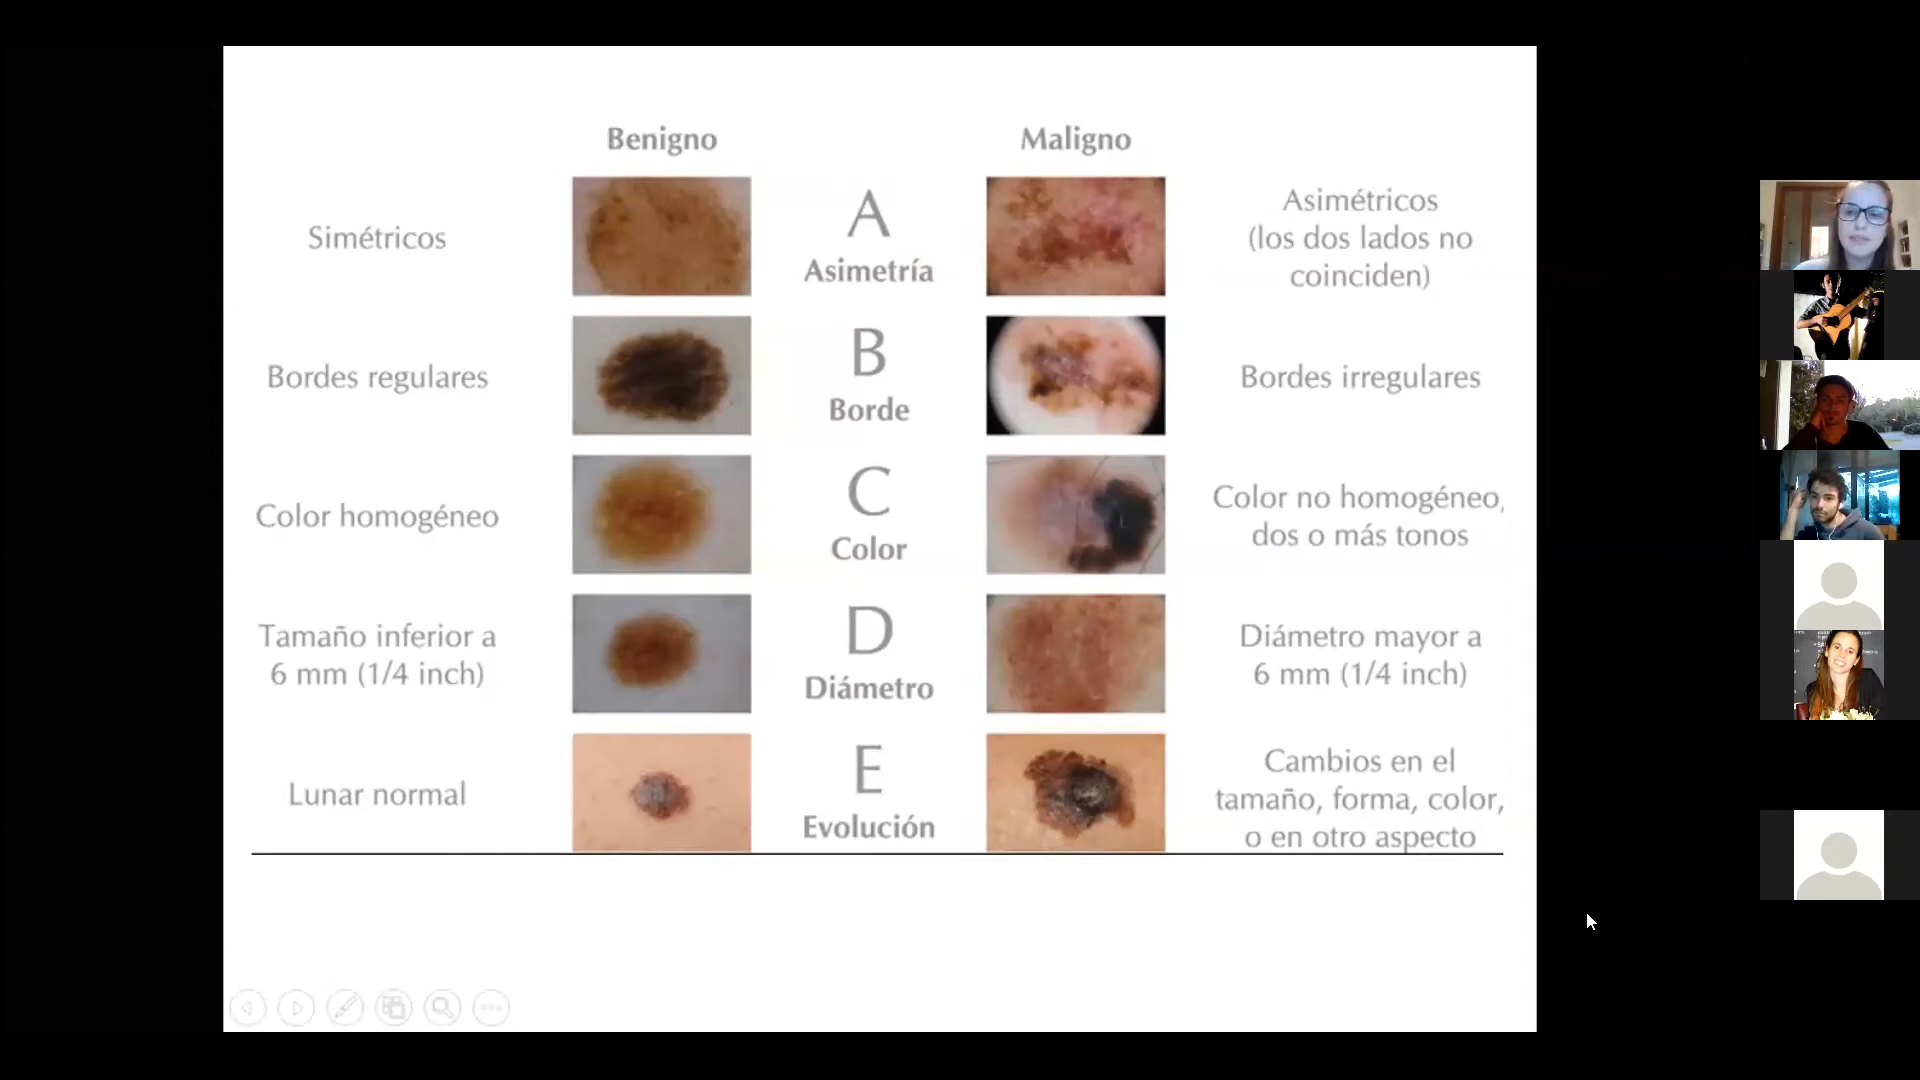 Benigno
Maligno
Simétricos
A
Asimetría
Asimétricos
(los dos lados no
coinciden)
Bordes regulares
B
Borde
Bordes irregulares
Color homogéneo
C
Color
Color no homogéneo,
dos o más tonos
Tamaño inferior a
6 mm (1/4 inch)
D
Diámetro
Diámetro mayor a
6 mm (1/4 inch)
Lunar normal
E
Evolución
Cambios en el
tamaño, forma, color,
o en otro aspecto